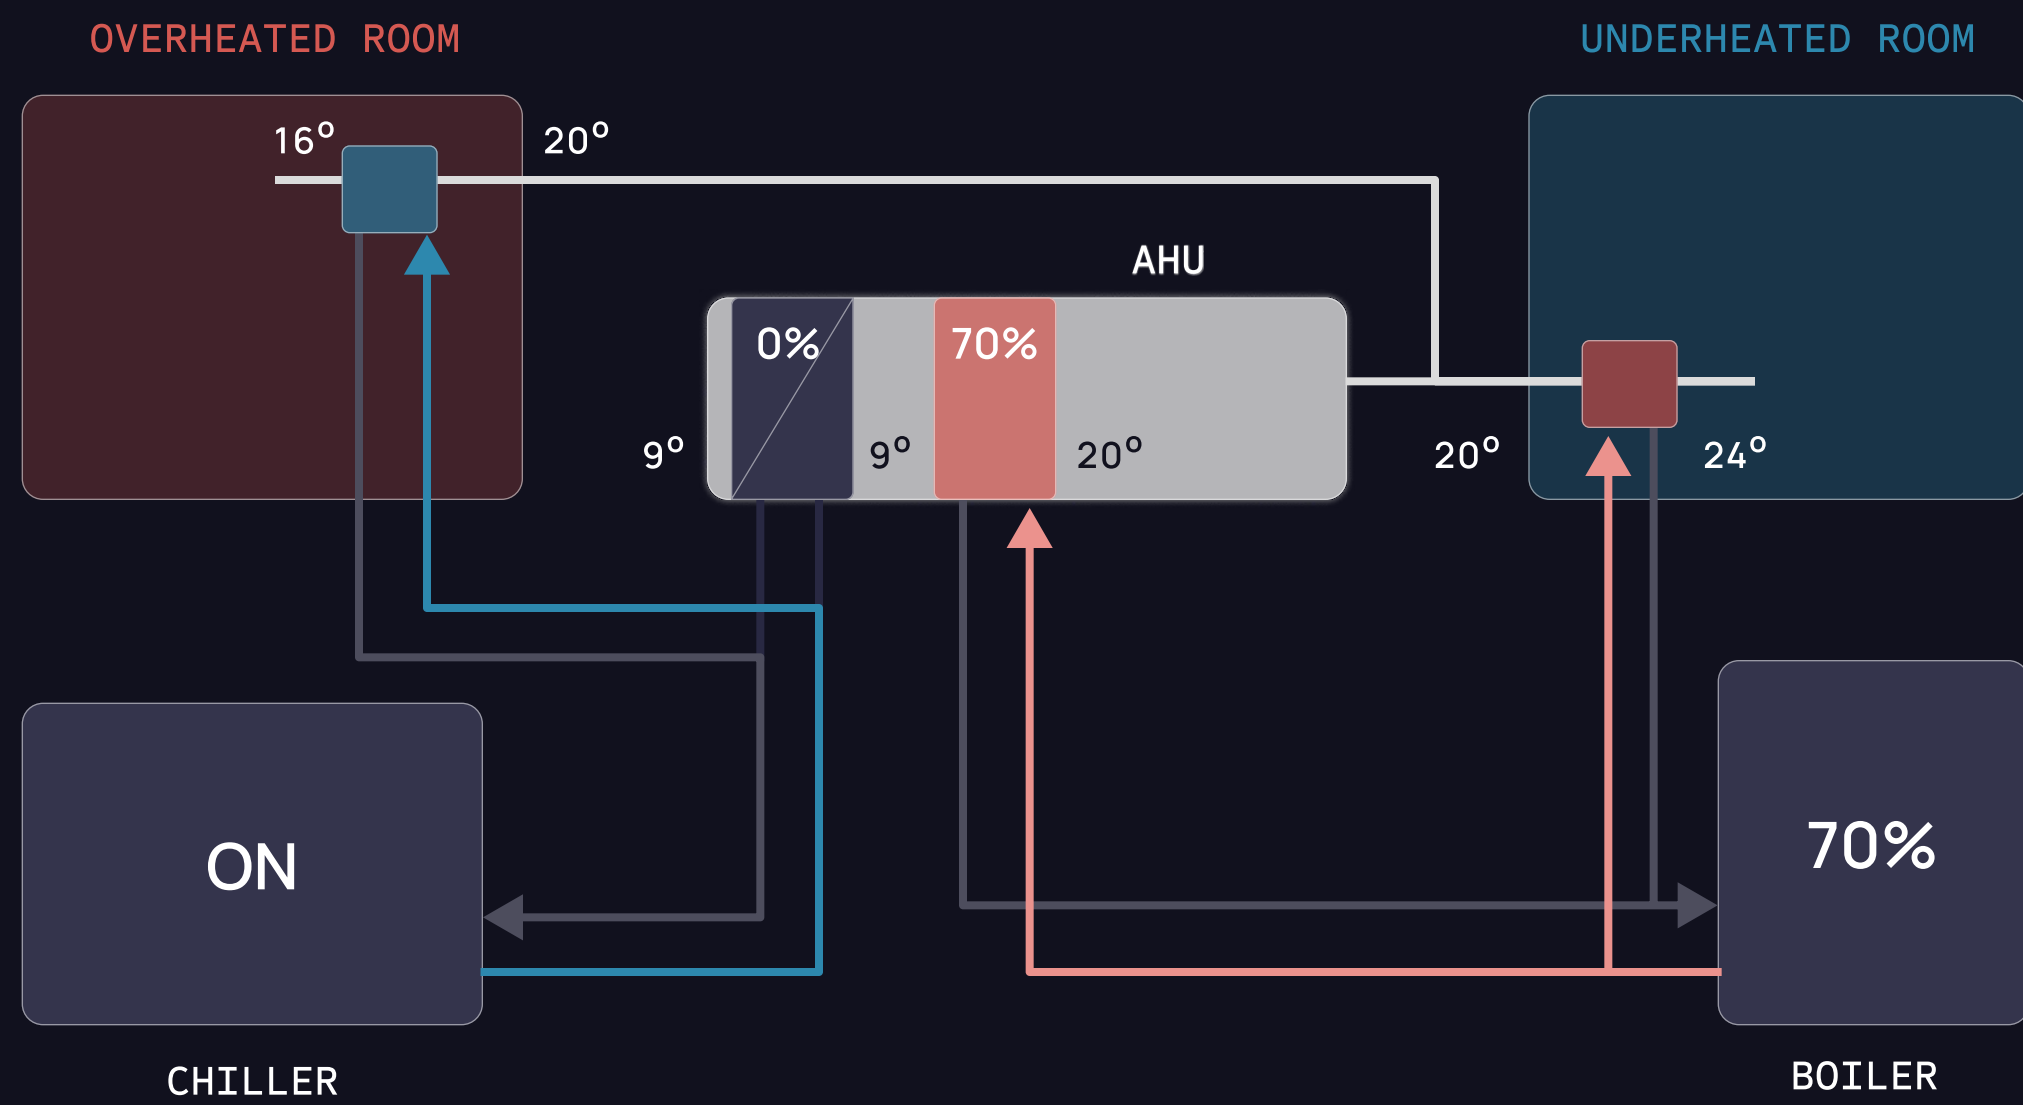 OVERHEATED ROOM
UNDERHEATED ROOM
16°
20°
AHU
0%
70%
9°
9°
20°
20°
24°
ON
70%
CHILLER
BOILER